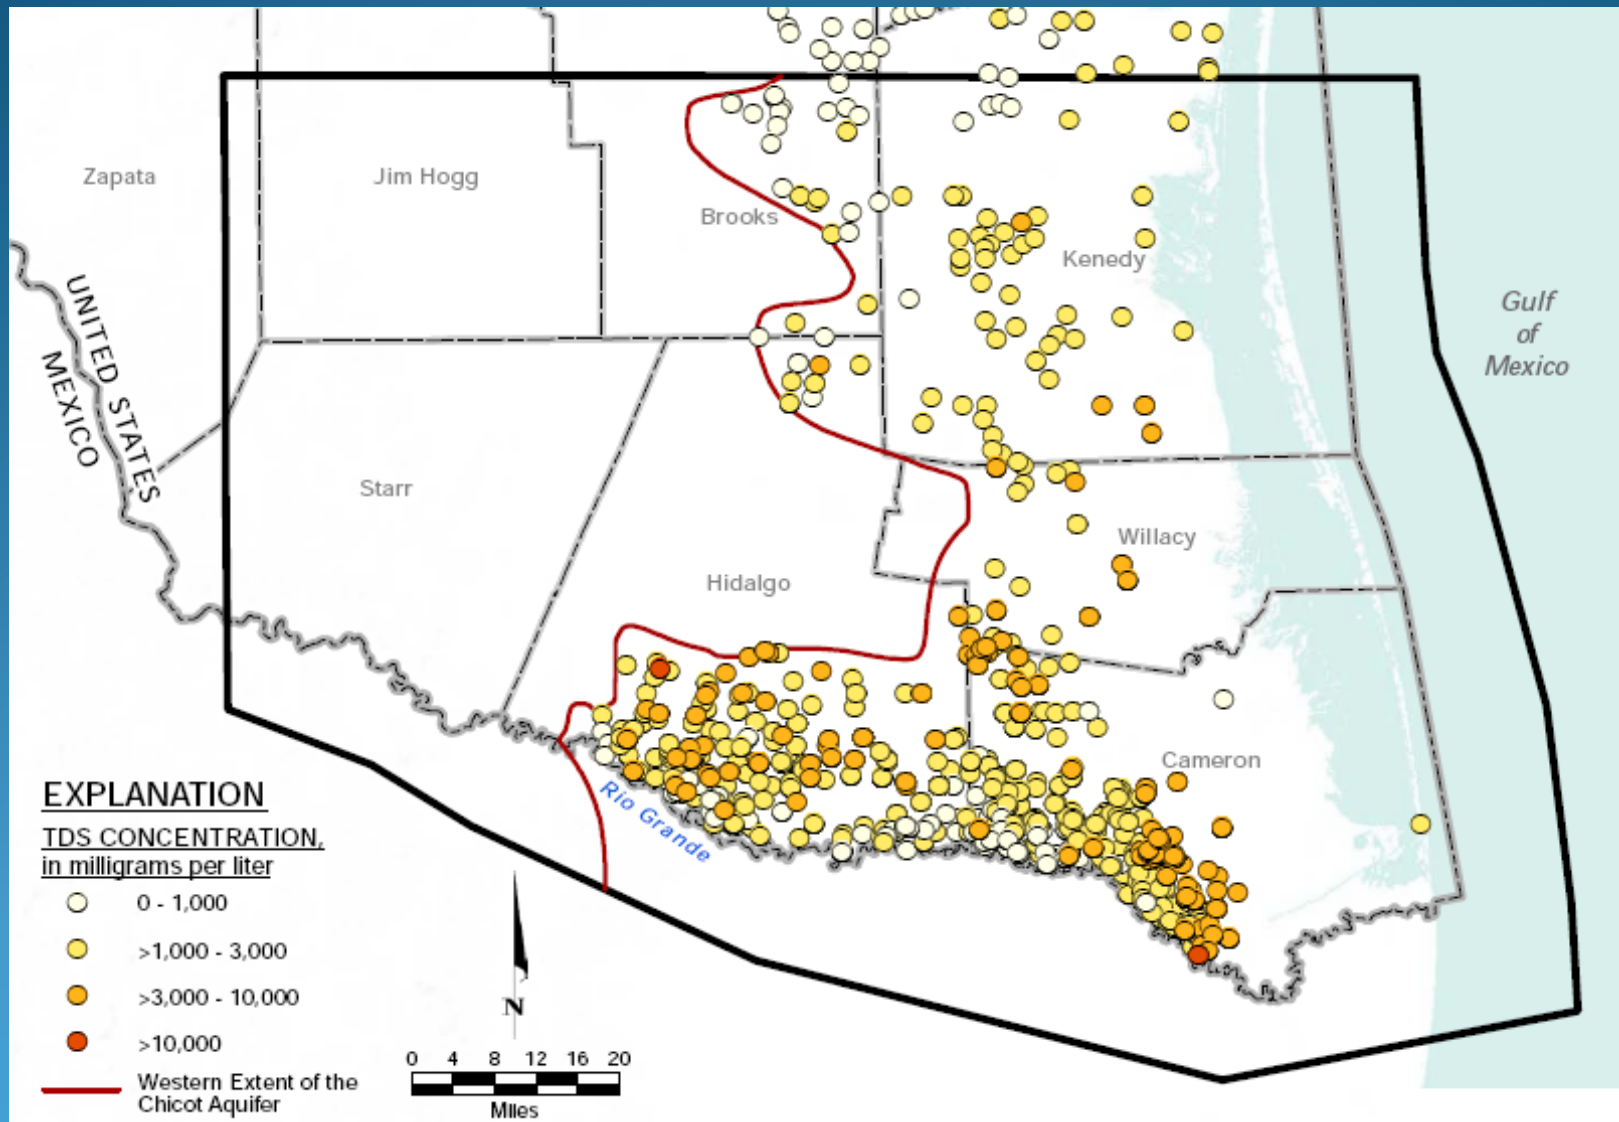 Zapata
Jim Hogg
Brooks
Kenedy
Gulf
of
Mexico
UNITED STATES
MEXICO
Starr
Hidalgo
Willacy
Cameron
Rio Grande
EXPLANATION
TDS CONCENTRATION,
in milligrams per liter
0 - 1,000
>1,000 - 3,000
>3,000 - 10,000
>10,000
Western Extent of the
Chicot Aquifer
N
0 4 8 12 16 20
Miles